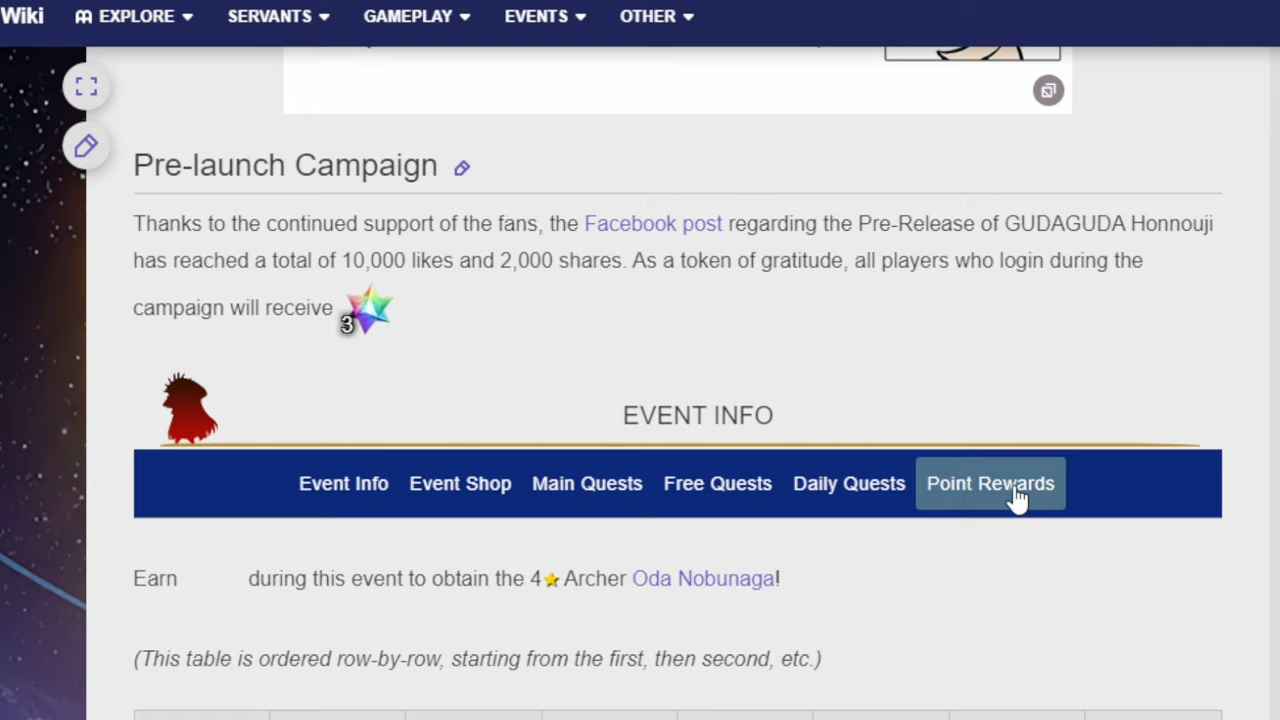 Wiki EXPLORE SERVANTS GAMEPLAY EVENTS OTHER
Pre-launch Campaign
Thanks to the continued support of the fans, the Facebook post regarding the Pre-Release of GUDAGUDA Honnouji
has reached a total of 10,000 likes and 2,000 shares. As a token of gratitude, all players who login during the
campaign will receive 3
EVENT INFO
Event Info Event Shop Main Quests Free Quests Daily Quests Point Rewards
Earn during this event to obtain the 4⭐Archer Oda Nobunaga!
(This table is ordered row-by-row, starting from the first, then second, etc.)